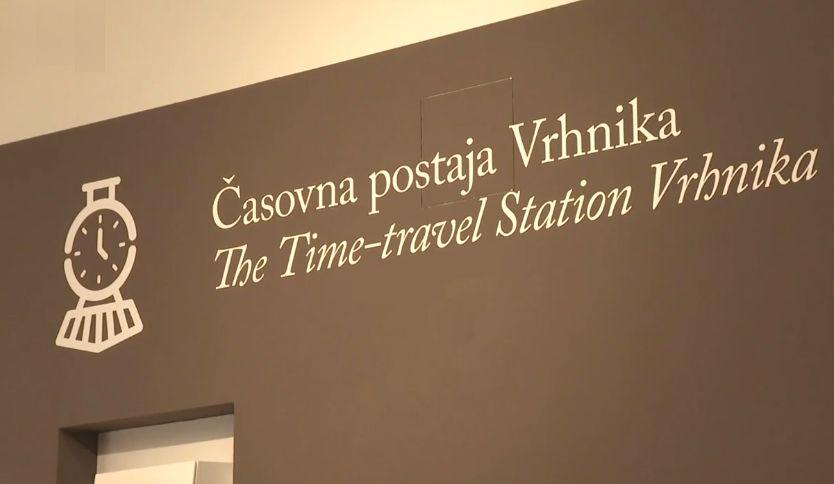 Časovna postaja Vrhnika
The Time-travel Station Vrhnika